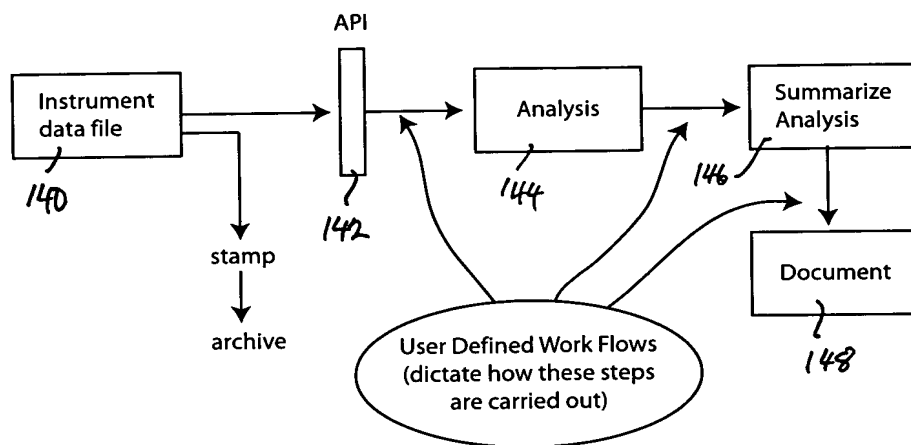 API
Instrument
data file
Analysis
Summarize
Analysis
140
142
144
146
stamp
archive
Document
148
User Defined Work Flows
(dictate how these steps
are carried out)